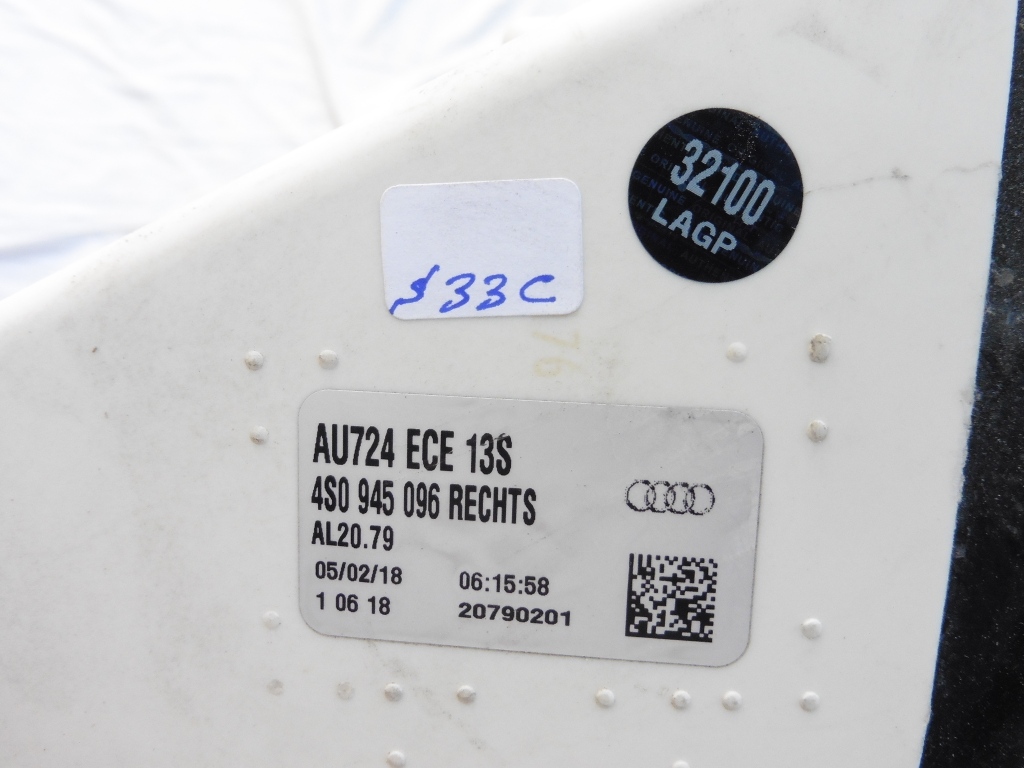 32100
LAGP
$33C
76
AU724 ECE 13S
4S0 945 096 RECHTS
AL20.79
05/02/18 06:15:58
1 06 18 20790201